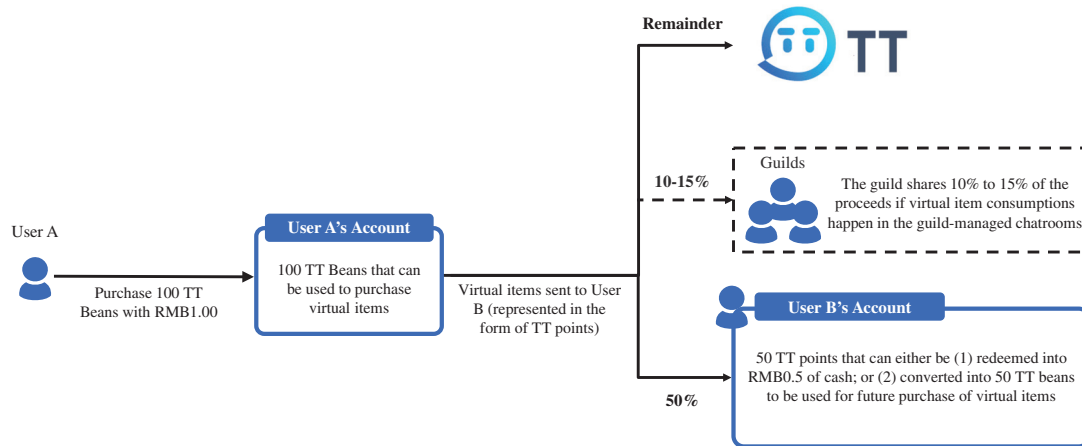 Remainder
TT
Guilds
10-15%
The guild shares 10% to 15% of the
proceeds if virtual item consumptions
happen in the guild-managed chatrooms
User A
User A's Account
100 TT Beans that can
be used to purchase
virtual items
Purchase 100 TT
Beans with RMB1.00
Virtual items sent to User
B (represented in the
form of TT points)
User B's Account
50 TT points that can either be (1) redeemed into
RMB0.5 of cash; or (2) converted into 50 TT beans
to be used for future purchase of virtual items
50%